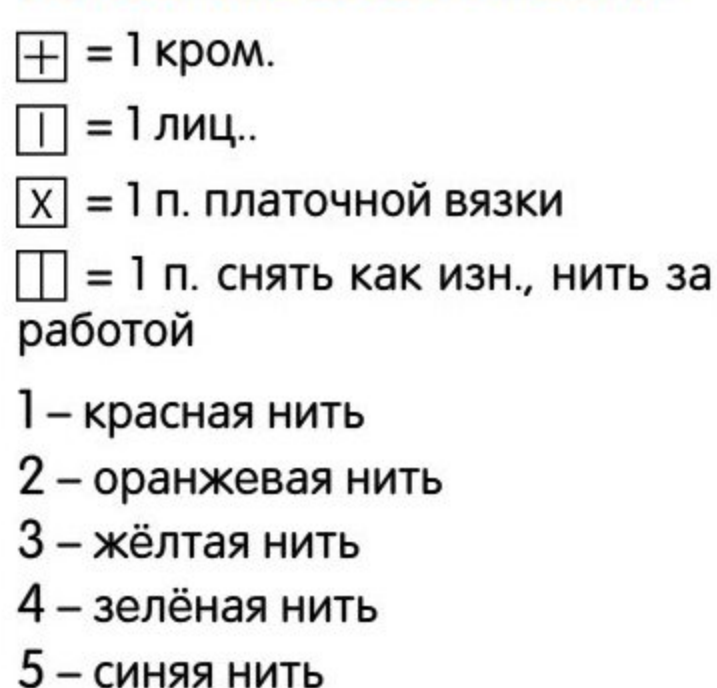 + = 1 кром.
| = 1 лиц..
X = 1 п. платочной вязки
= 1 п. снять как изн., нить за
работой
1 – красная нить
2 – оранжевая нить
3 – жёлтая нить
4 – зелёная нить
5 – синяя нить